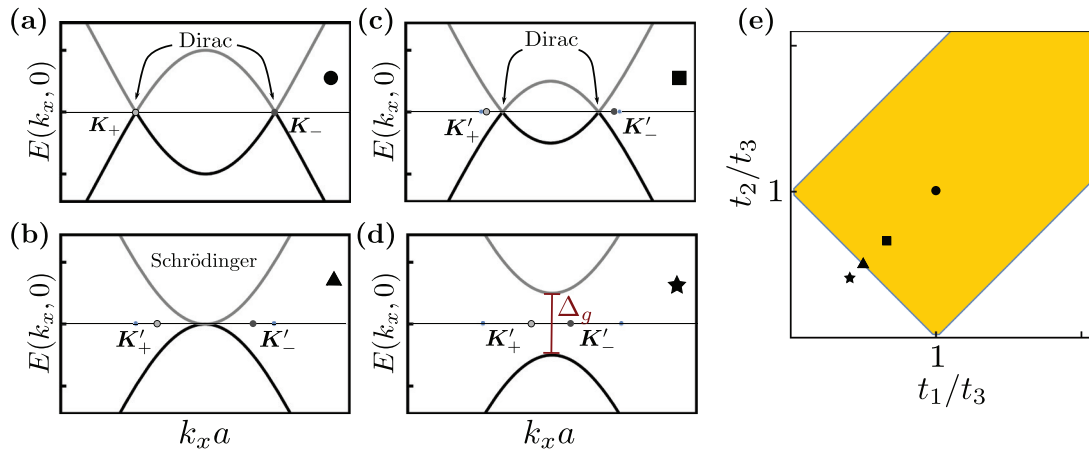 (a)
Dirac
K₊
K₋
E(kₓ, 0)
(c)
Dirac
K′₊
K′₋
E(kₓ, 0)
(b)
Schrödinger
K′₊
K′₋
E(kₓ, 0)
kₓa
(d)
Δ_g
K′₊
K′₋
E(kₓ, 0)
kₓa
(e)
t₂/t₃
1
1
t₁/t₃